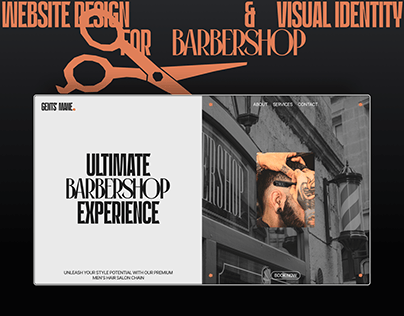 WEBSITE DESIGN & VISUAL IDENTITY
FOR BARBERSHOP
GENTS' MANE.
ABOUT SERVICES CONTACT
ULTIMATE
BARBERSHOP
EXPERIENCE
BOOK NOW
UNLEASH YOUR STYLE POTENTIAL WITH OUR PREMIUM
MEN'S HAIR SALON CHAIN